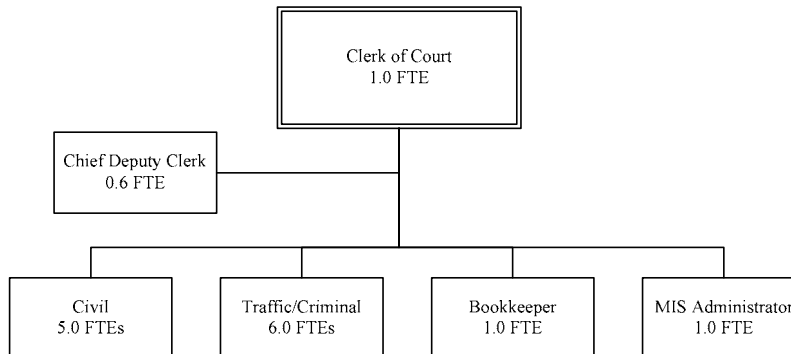 Clerk of Court
1.0 FTE
Chief Deputy Clerk
0.6 FTE
Civil
5.0 FTEs
Traffic/Criminal
6.0 FTEs
Bookkeeper
1.0 FTE
MIS Administrator
1.0 FTE